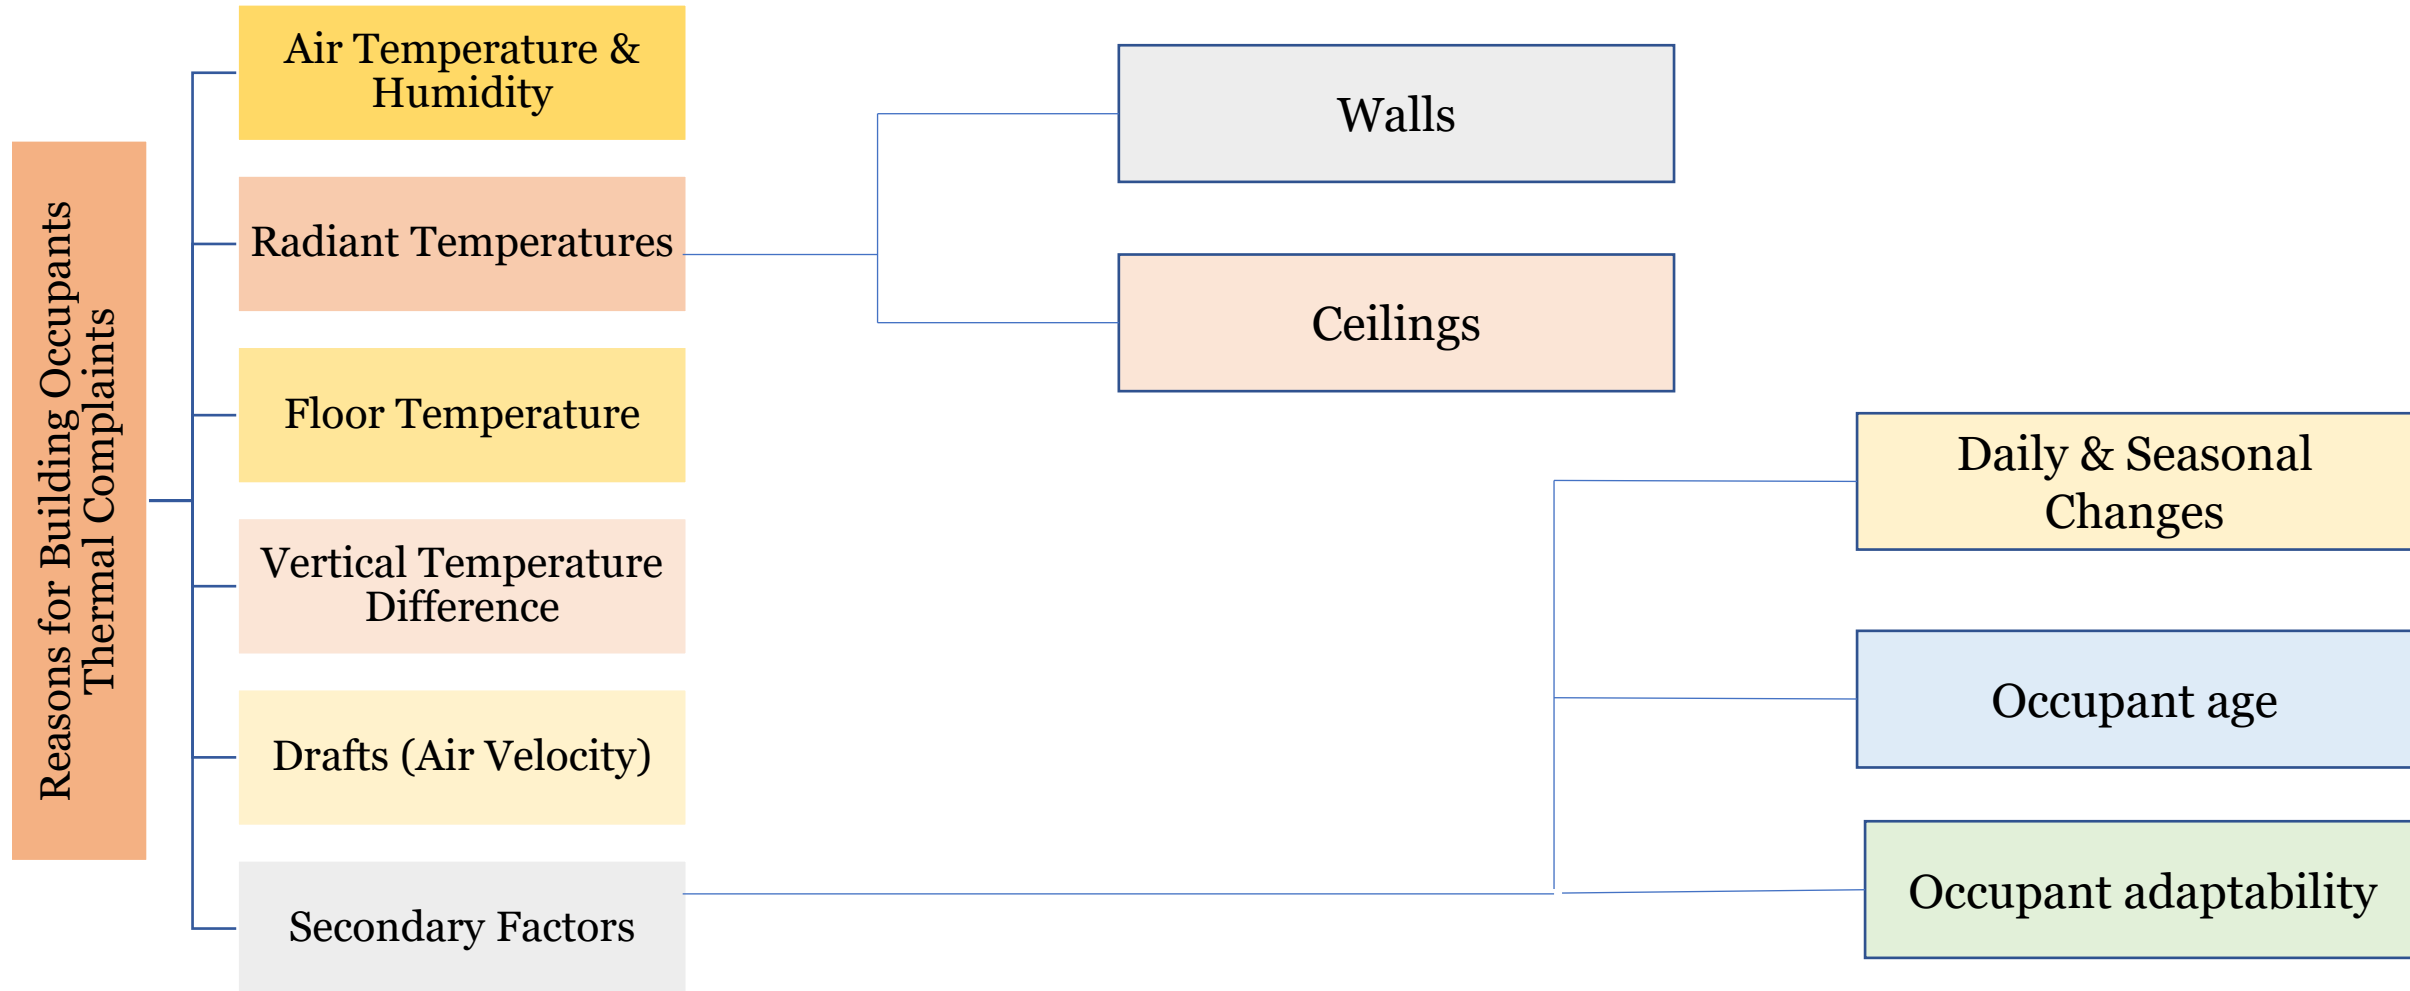 Reasons for Building Occupants
Thermal Complaints
Air Temperature &
Humidity
Radiant Temperatures
Floor Temperature
Vertical Temperature
Difference
Drafts (Air Velocity)
Secondary Factors
Walls
Ceilings
Daily & Seasonal
Changes
Occupant age
Occupant adaptability